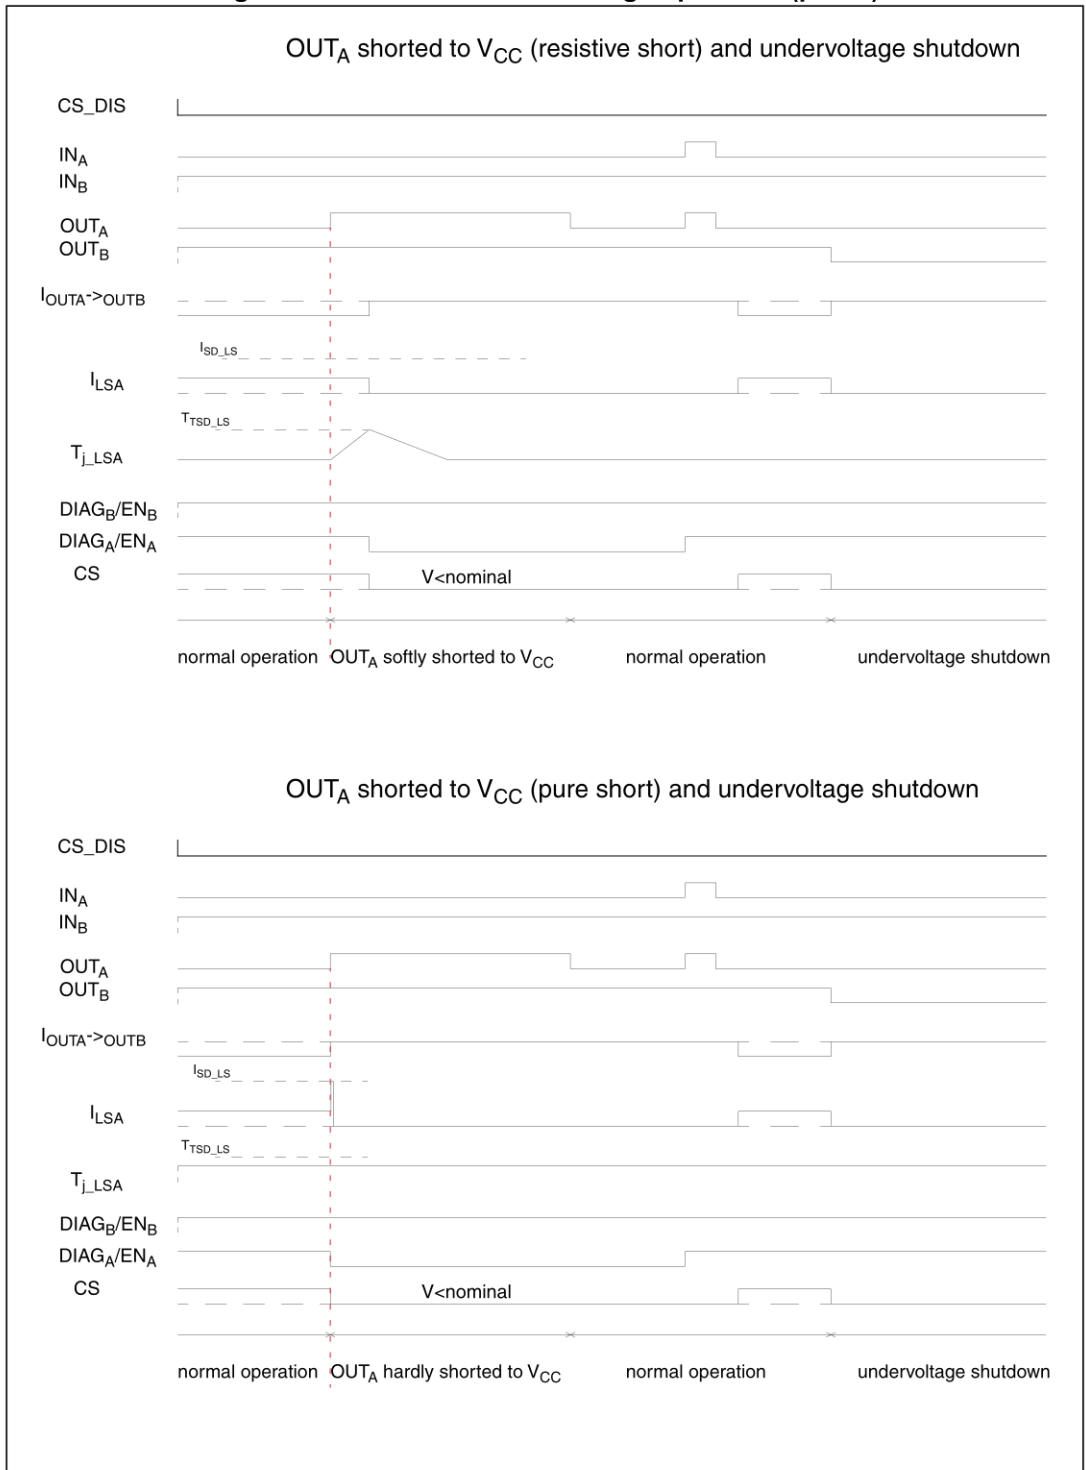 OUTA shorted to VCC (resistive short) and undervoltage shutdown
CS_DIS
INA
INB
OUTA
OUTB
IOUTA->OUTB
ISD_LS
ILSA
TTSD_LS
Tj_LSA
DIAGB/ENB
DIAGA/ENA
CS
V<nominal
normal operation OUTA softly shorted to VCC normal operation undervoltage shutdown
OUTA shorted to VCC (pure short) and undervoltage shutdown
CS_DIS
INA
INB
OUTA
OUTB
IOUTA->OUTB
ISD_LS
ILSA
TTSD_LS
Tj_LSA
DIAGB/ENB
DIAGA/ENA
CS
V<nominal
normal operation OUTA hardly shorted to VCC normal operation undervoltage shutdown